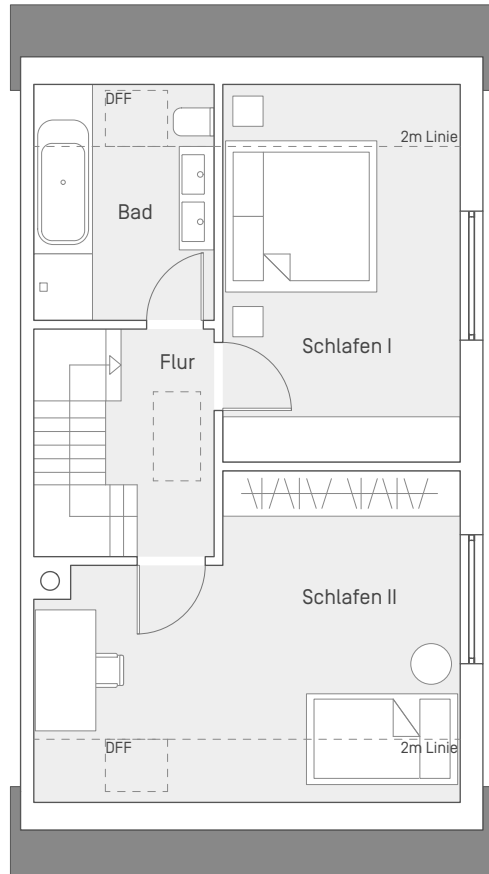 DFF
2m Linie
Bad
Schlafen I
Flur
Schlafen II
DFF
2m Linie